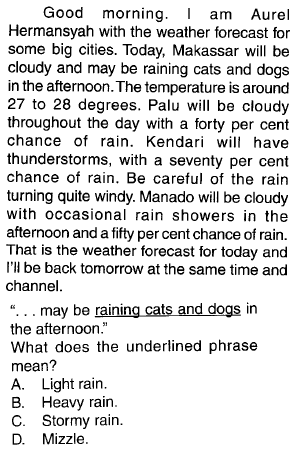 Good morning. I am Aurel
Hermansyah with the weather forecast for
some big cities. Today, Makassar will be
cloudy and may be raining cats and dogs
in the afternoon. The temperature is around
27 to 28 degrees. Palu will be cloudy
throughout the day with a forty per cent
chance of rain. Kendari will have
thunderstorms, with a seventy per cent
chance of rain. Be careful of the rain
turning quite windy. Manado will be cloudy
with occasional rain showers in the
afternoon and a fifty per cent chance of rain.
That is the weather forecast for today and
I'll be back tomorrow at the same time and
channel.
“. . . may be raining cats and dogs in
the afternoon.”
What does the underlined phrase
mean?
A. Light rain.
B. Heavy rain.
C. Stormy rain.
D. Mizzle.